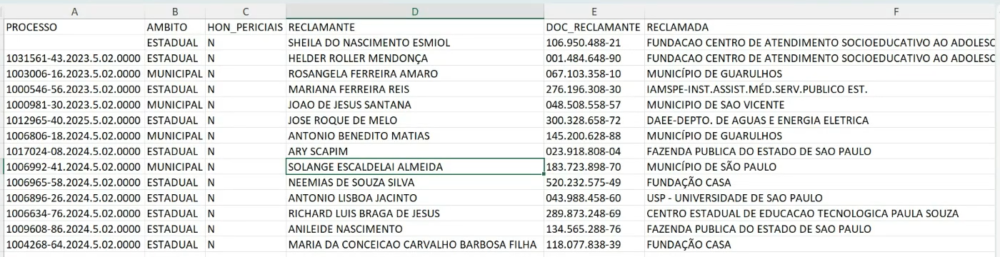 A B C D E F
PROCESSO AMBITO HON_PERICIAIS RECLAMANTE DOC_RECLAMANTE RECLAMADA
ESTADUAL N SHEILA DO NASCIMENTO ESMIOL 106.950.488-21 FUNDACAO CENTRO DE ATENDIMENTO SOCIOEDUCATIVO AO ADOLESC
1031561-43.2023.5.02.0000 ESTADUAL N HELDER ROLLER MENDONÇA 001.484.648-90 FUNDACAO CENTRO DE ATENDIMENTO SOCIOEDUCATIVO AO ADOLESC
1003006-16.2023.5.02.0000 MUNICIPAL N ROSANGELA FERREIRA AMARO 067.103.358-10 MUNICÍPIO DE GUARULHOS
1000546-56.2023.5.02.0000 ESTADUAL N MARIANA FERREIRA REIS 276.196.308-30 IAMSPE-INST.ASSIST.MÉD.SERV.PUBLICO EST.
1000981-30.2023.5.02.0000 MUNICIPAL N JOAO DE JESUS SANTANA 048.508.558-57 MUNICIPIO DE SAO VICENTE
1012965-40.2025.5.02.0000 ESTADUAL N JOSE ROQUE DE MELO 300.328.658-72 DAEE-DEPTO. DE AGUAS E ENERGIA ELETRICA
1006806-18.2024.5.02.0000 MUNICIPAL N ANTONIO BENEDITO MATIAS 145.200.628-88 MUNICÍPIO DE GUARULHOS
1017024-08.2024.5.02.0000 ESTADUAL N ARY SCAPIM 023.918.808-04 FAZENDA PUBLICA DO ESTADO DE SAO PAULO
1006992-41.2024.5.02.0000 MUNICIPAL N SOLANGE ESCALDELAI ALMEIDA 183.723.898-70 MUNICÍPIO DE SÃO PAULO
1006965-58.2024.5.02.0000 ESTADUAL N NEEMIAS DE SOUZA SILVA 520.232.575-49 FUNDAÇÃO CASA
1006896-26.2024.5.02.0000 ESTADUAL N ANTONIO LISBOA JACINTO 043.988.458-60 USP - UNIVERSIDADE DE SAO PAULO
1006634-76.2024.5.02.0000 ESTADUAL N RICHARD LUIS BRAGA DE JESUS 289.873.248-69 CENTRO ESTADUAL DE EDUCACAO TECNOLOGICA PAULA SOUZA
1009608-86.2024.5.02.0000 ESTADUAL N ANILEIDE NASCIMENTO 134.565.288-76 FAZENDA PUBLICA DO ESTADO DE SAO PAULO
1004268-64.2024.5.02.0000 ESTADUAL N MARIA DA CONCEICAO CARVALHO BARBOSA FILHA 118.077.838-39 FUNDAÇÃO CASA